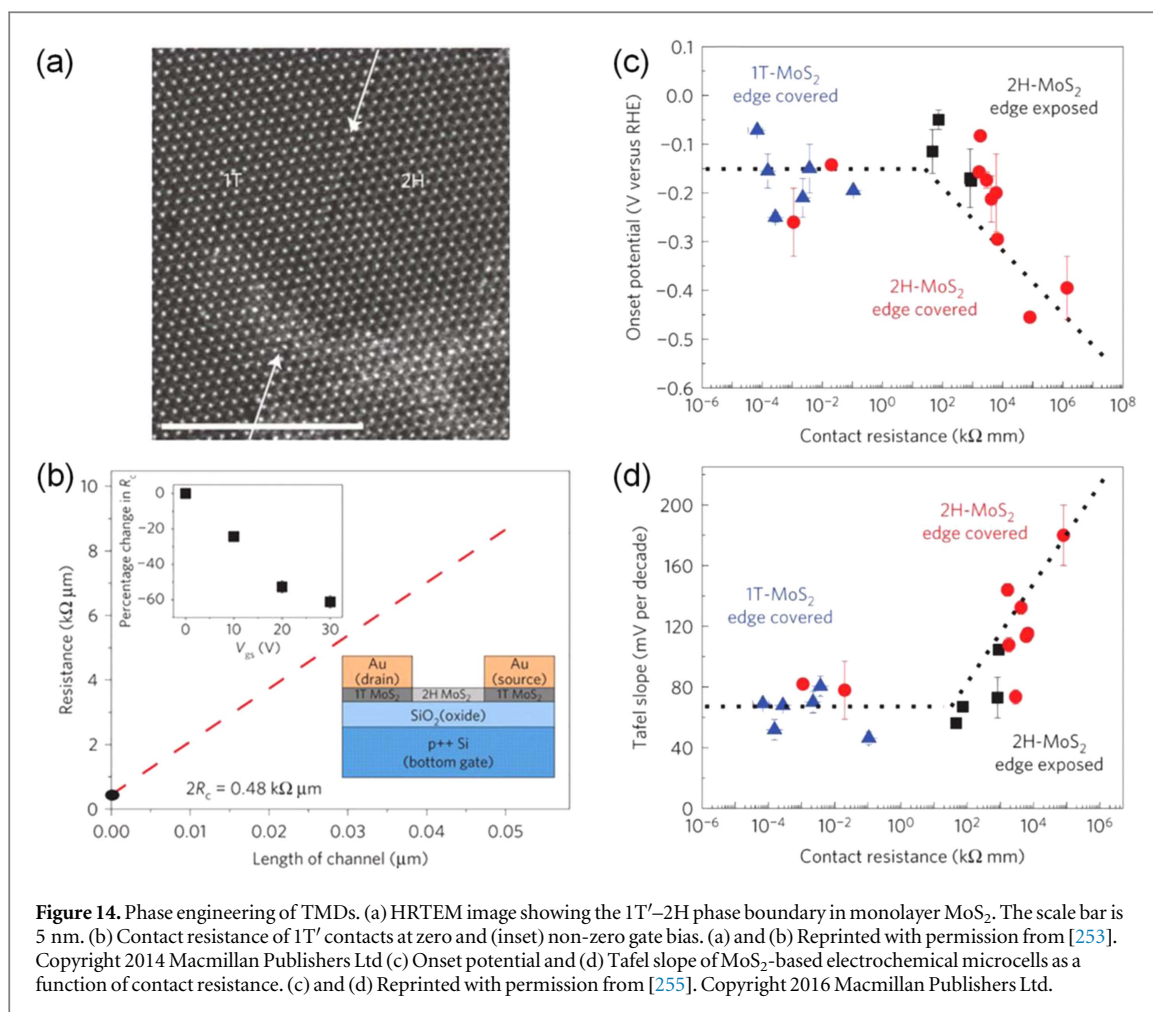 (a)
1T
2H
(b)
10
8
6
4
2
0
Resistance (kΩ μm)
0.00
0.01
0.02
0.03
0.04
0.05
Length of channel (μm)
2Rc = 0.48 kΩ μm
Percentage change in Rc
0
−20
−40
−60
0
10
20
30
Vgs (V)
Au
(drain)
Au
(source)
1T MoS2
2H MoS2
1T MoS2
SiO2(oxide)
p++ Si
(bottom gate)
(c)
0.1
0.0
−0.1
−0.2
−0.3
−0.4
−0.5
−0.6
Onset potential (V versus RHE)
1T-MoS2
edge covered
2H-MoS2
edge exposed
2H-MoS2
edge covered
10−6
10−4
10−2
100
102
104
106
108
Contact resistance (kΩ mm)
(d)
200
160
120
80
40
0
Tafel slope (mV per decade)
2H-MoS2
edge covered
1T-MoS2
edge covered
2H-MoS2
edge exposed
10−6
10−4
10−2
100
102
104
106
Contact resistance (kΩ mm)
Figure 14. Phase engineering of TMDs. (a) HRTEM image showing the 1T′–2H phase boundary in monolayer MoS2. The scale bar is
5 nm. (b) Contact resistance of 1T′ contacts at zero and (inset) non-zero gate bias. (a) and (b) Reprinted with permission from [253].
Copyright 2014 Macmillan Publishers Ltd (c) Onset potential and (d) Tafel slope of MoS2-based electrochemical microcells as a
function of contact resistance. (c) and (d) Reprinted with permission from [255]. Copyright 2016 Macmillan Publishers Ltd.